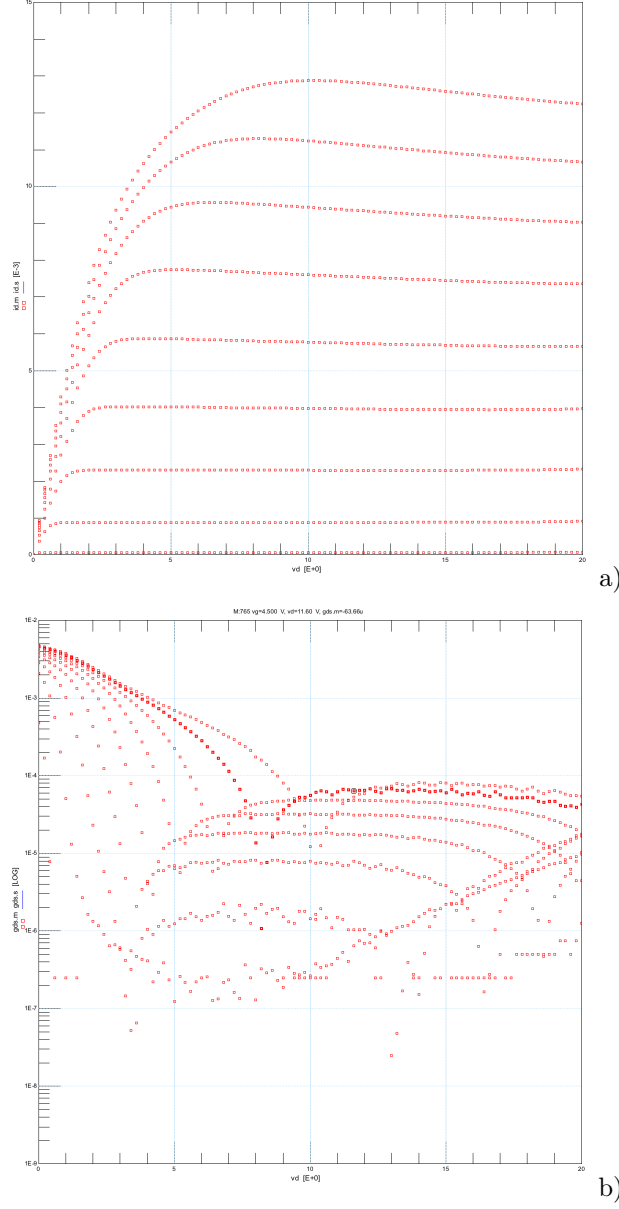 15
10
5
0
id.m id.s [E-3]
0 5 10 15 20
vd [E+0]
a)
M:765 vg=4.500 V, vd=11.60 V, gds.m=-63.66u
1E-2
1E-3
1E-4
1E-5
1E-6
1E-7
1E-8
1E-9
gds.m gds.s [LOG]
0 5 10 15 20
vd [E+0]
b)